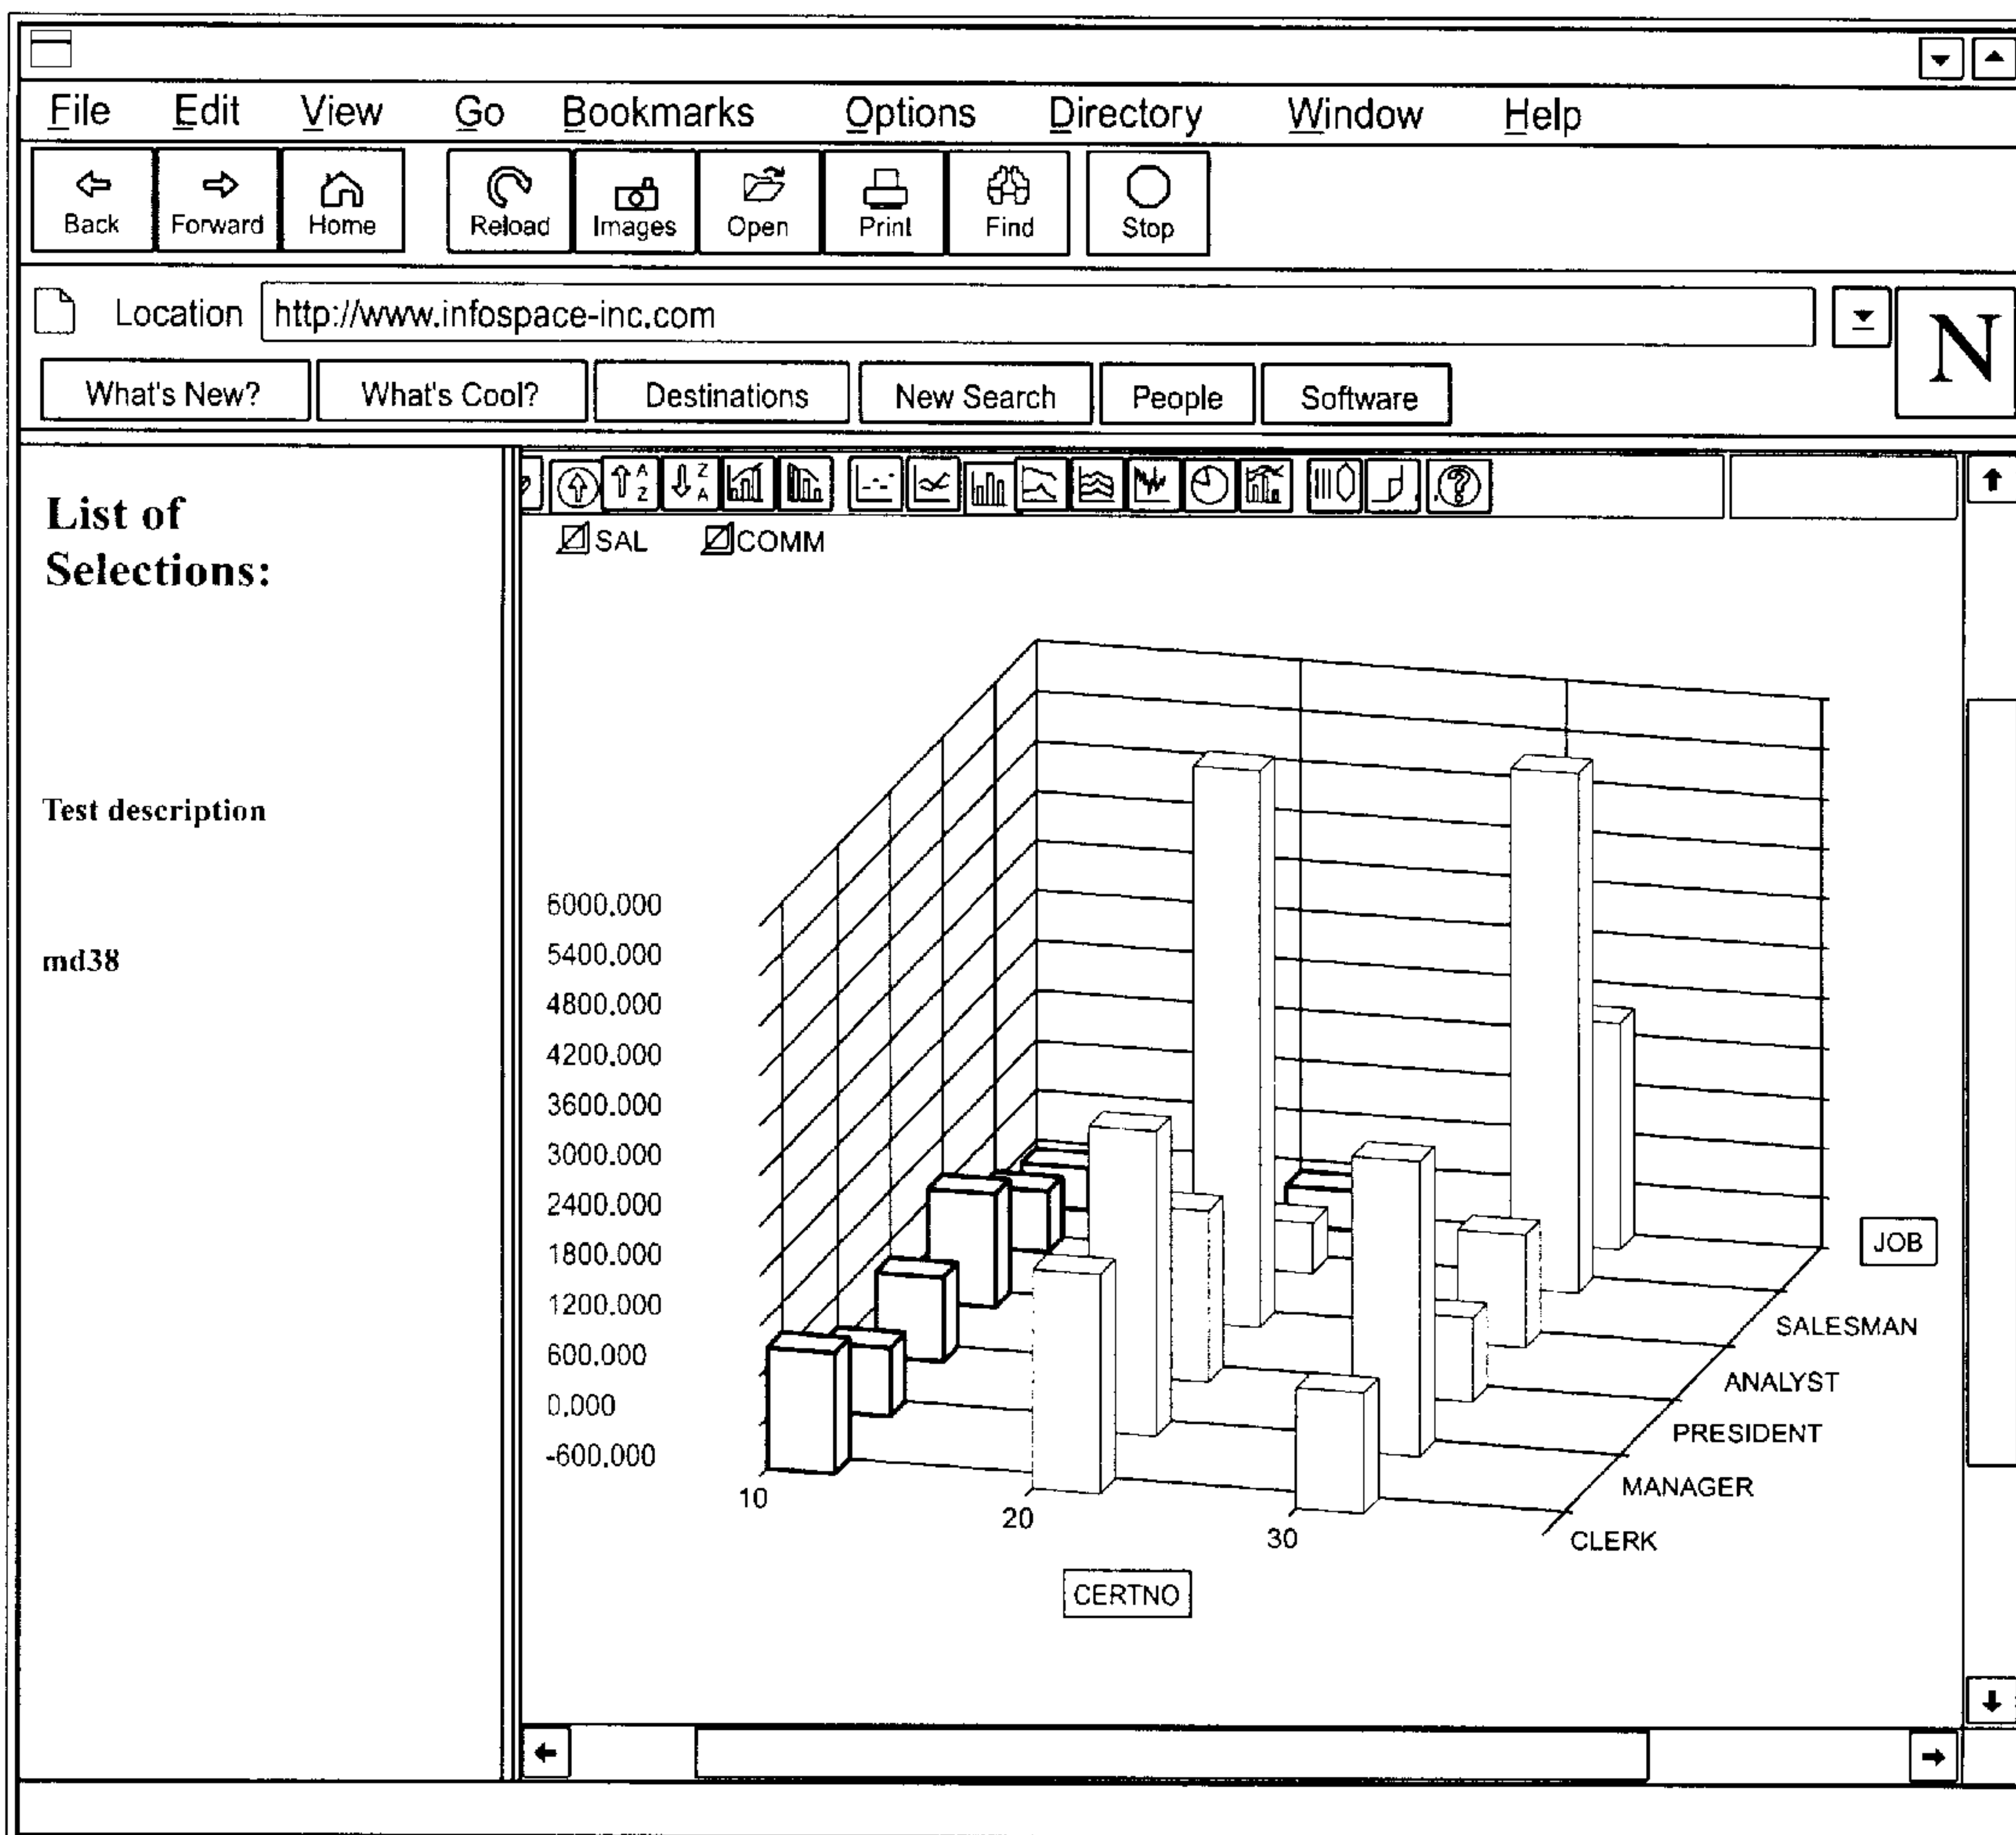 File Edit View Go Bookmarks Options Directory Window Help
Back Forward Home Reload Images Open Print Find Stop
Location http://www.infospace-inc.com
N
What's New? What's Cool? Destinations New Search People Software
A Z Z A ?
List of
Selections:
SAL COMM
Test description
md38
6000.000
5400.000
4800.000
4200.000
3600.000
3000.000
2400.000
1800.000
1200.000
600.000
0.000
-600.000
10
20
30
CERTNO
JOB
SALESMAN
ANALYST
PRESIDENT
MANAGER
CLERK